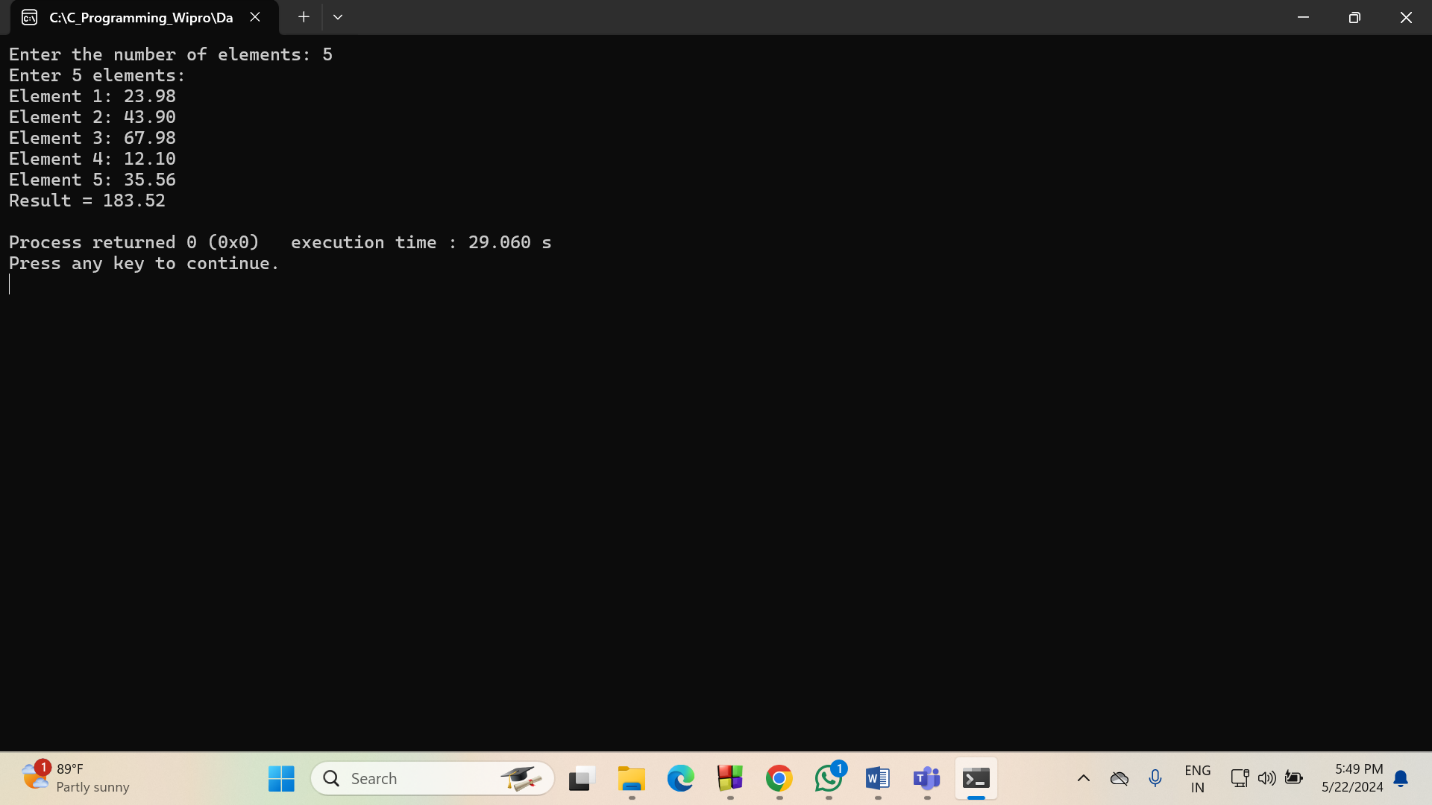 C:\C_Programming_Wipro\Da
Enter the number of elements: 5
Enter 5 elements:
Element 1: 23.98
Element 2: 43.90
Element 3: 67.98
Element 4: 12.10
Element 5: 35.56
Result = 183.52
Process returned 0 (0x0)   execution time : 29.060 s
Press any key to continue.
1
89°F
Partly sunny
Search
1
ENG
IN
5:49 PM
5/22/2024